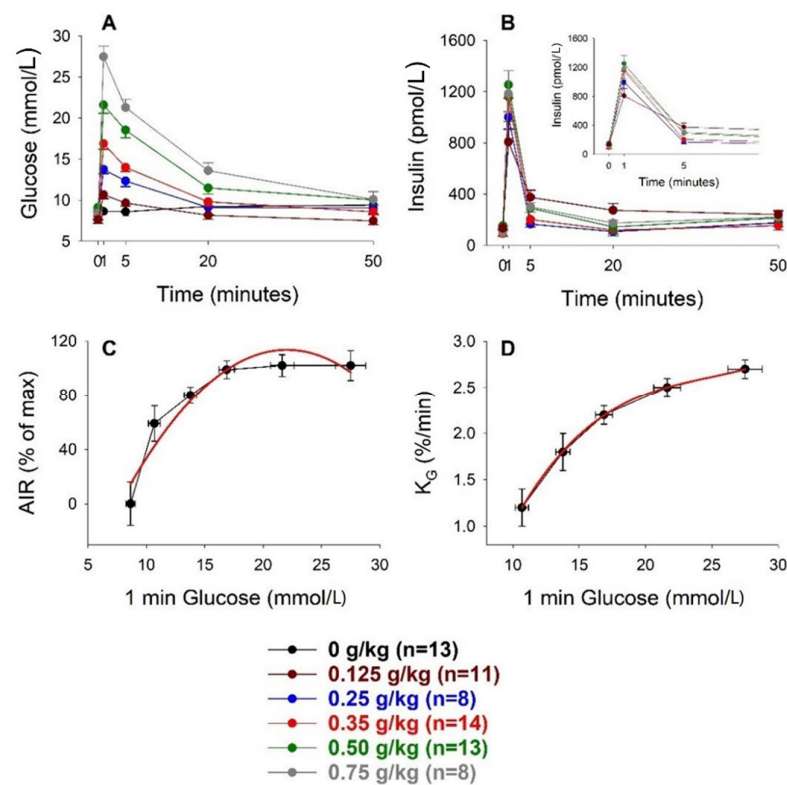 A
Glucose (mmol/L)
30
25
20
15
10
5
0 1 5 20 50
Time (minutes)
B
Insulin (pmol/L)
1600
1200
800
400
0
0 1 5 20 50
Time (minutes)
Insulin (pmol/L)
1600
1200
800
400
0
0 1 5
Time (minutes)
C
AIR (% of max)
120
80
40
0
5 10 15 20 25 30
1 min Glucose (mmol/L)
D
K_G (%/min)
3.0
2.5
2.0
1.5
1.0
10 15 20 25 30
1 min Glucose (mmol/L)
0 g/kg (n=13)
0.125 g/kg (n=11)
0.25 g/kg (n=8)
0.35 g/kg (n=14)
0.50 g/kg (n=13)
0.75 g/kg (n=8)